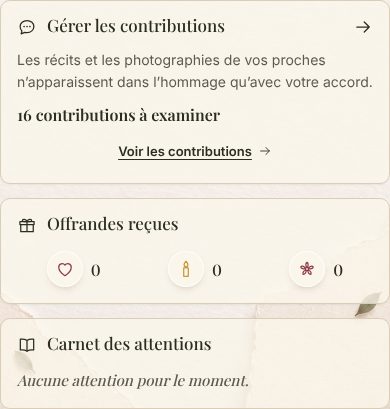 Gérer les contributions
Les récits et les photographies de vos proches
n’apparaissent dans l’hommage qu’avec votre accord.
16 contributions à examiner
Voir les contributions →
Offrandes reçues
0 0 0
Carnet des attentions
Aucune attention pour le moment.